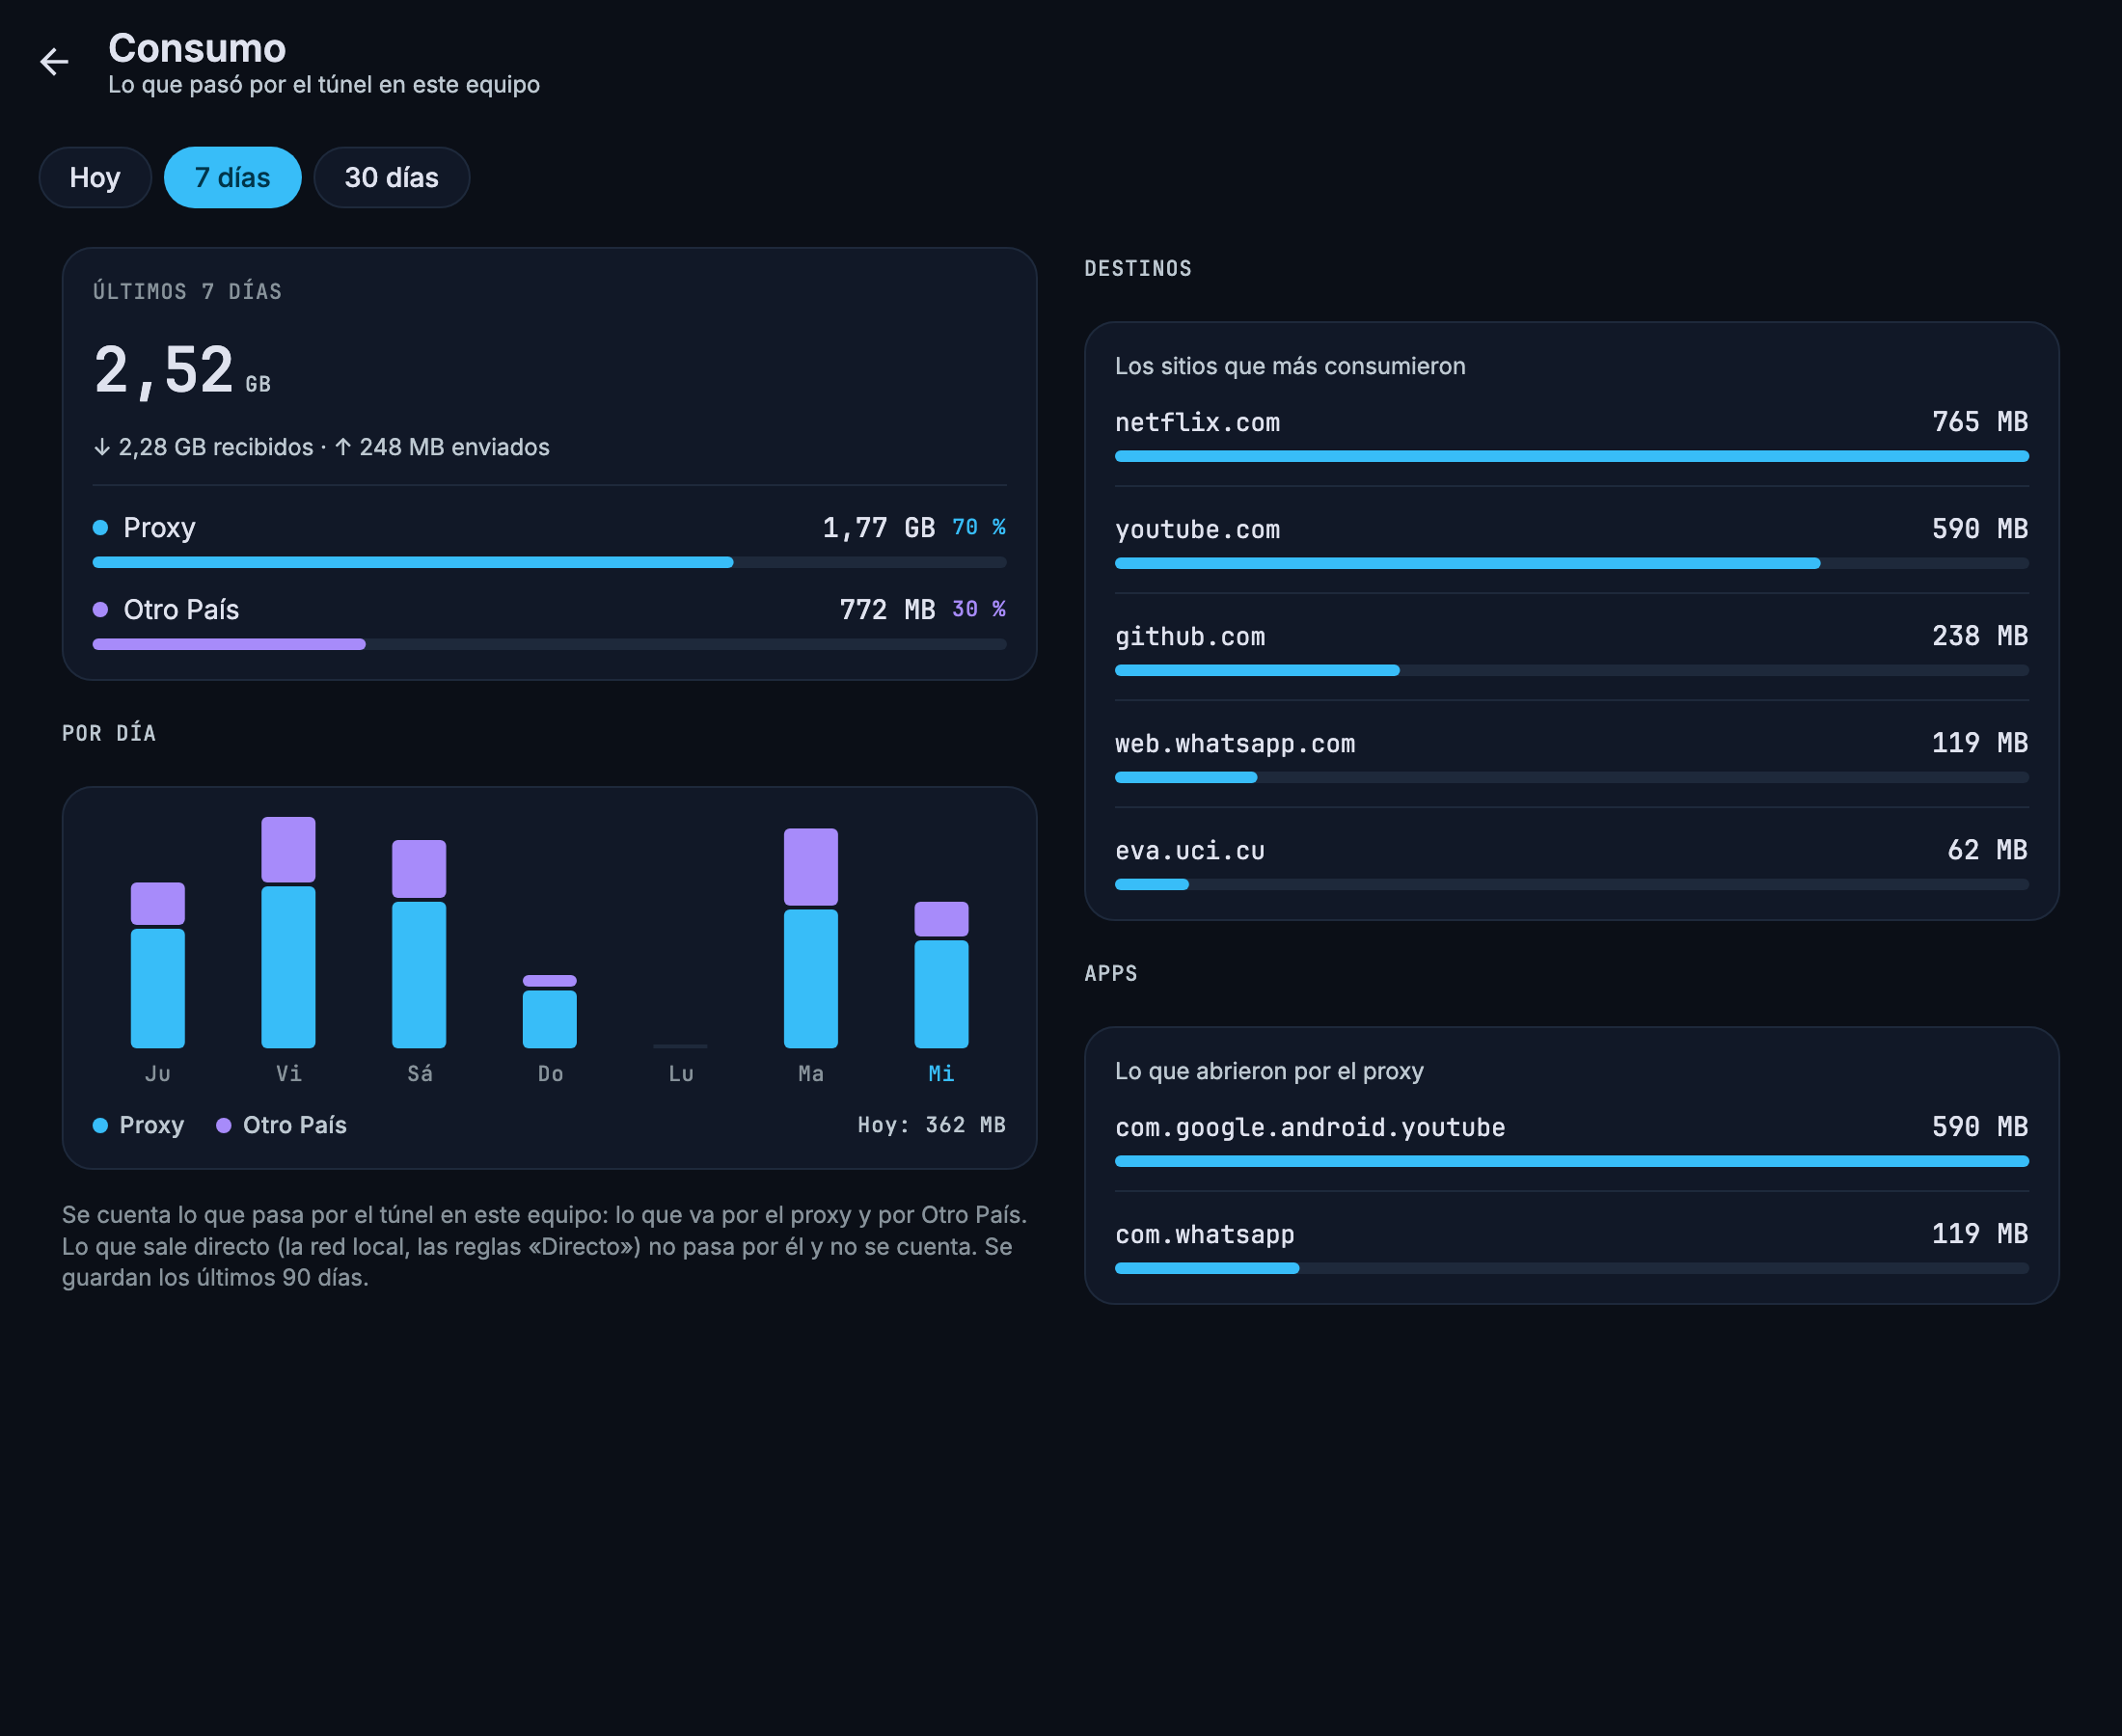 Consumo
Lo que pasó por el túnel en este equipo
Hoy
7 días
30 días
ÚLTIMOS 7 DÍAS
2,52 GB
↓ 2,28 GB recibidos · ↑ 248 MB enviados
Proxy 1,77 GB 70 %
Otro País 772 MB 30 %
POR DÍA
Ju Vi Sá Do Lu Ma Mi
Proxy Otro País Hoy: 362 MB
Se cuenta lo que pasa por el túnel en este equipo: lo que va por el proxy y por Otro País.
Lo que sale directo (la red local, las reglas «Directo») no pasa por él y no se cuenta. Se
guardan los últimos 90 días.
DESTINOS
Los sitios que más consumieron
netflix.com 765 MB
youtube.com 590 MB
github.com 238 MB
web.whatsapp.com 119 MB
eva.uci.cu 62 MB
APPS
Lo que abrieron por el proxy
com.google.android.youtube 590 MB
com.whatsapp 119 MB